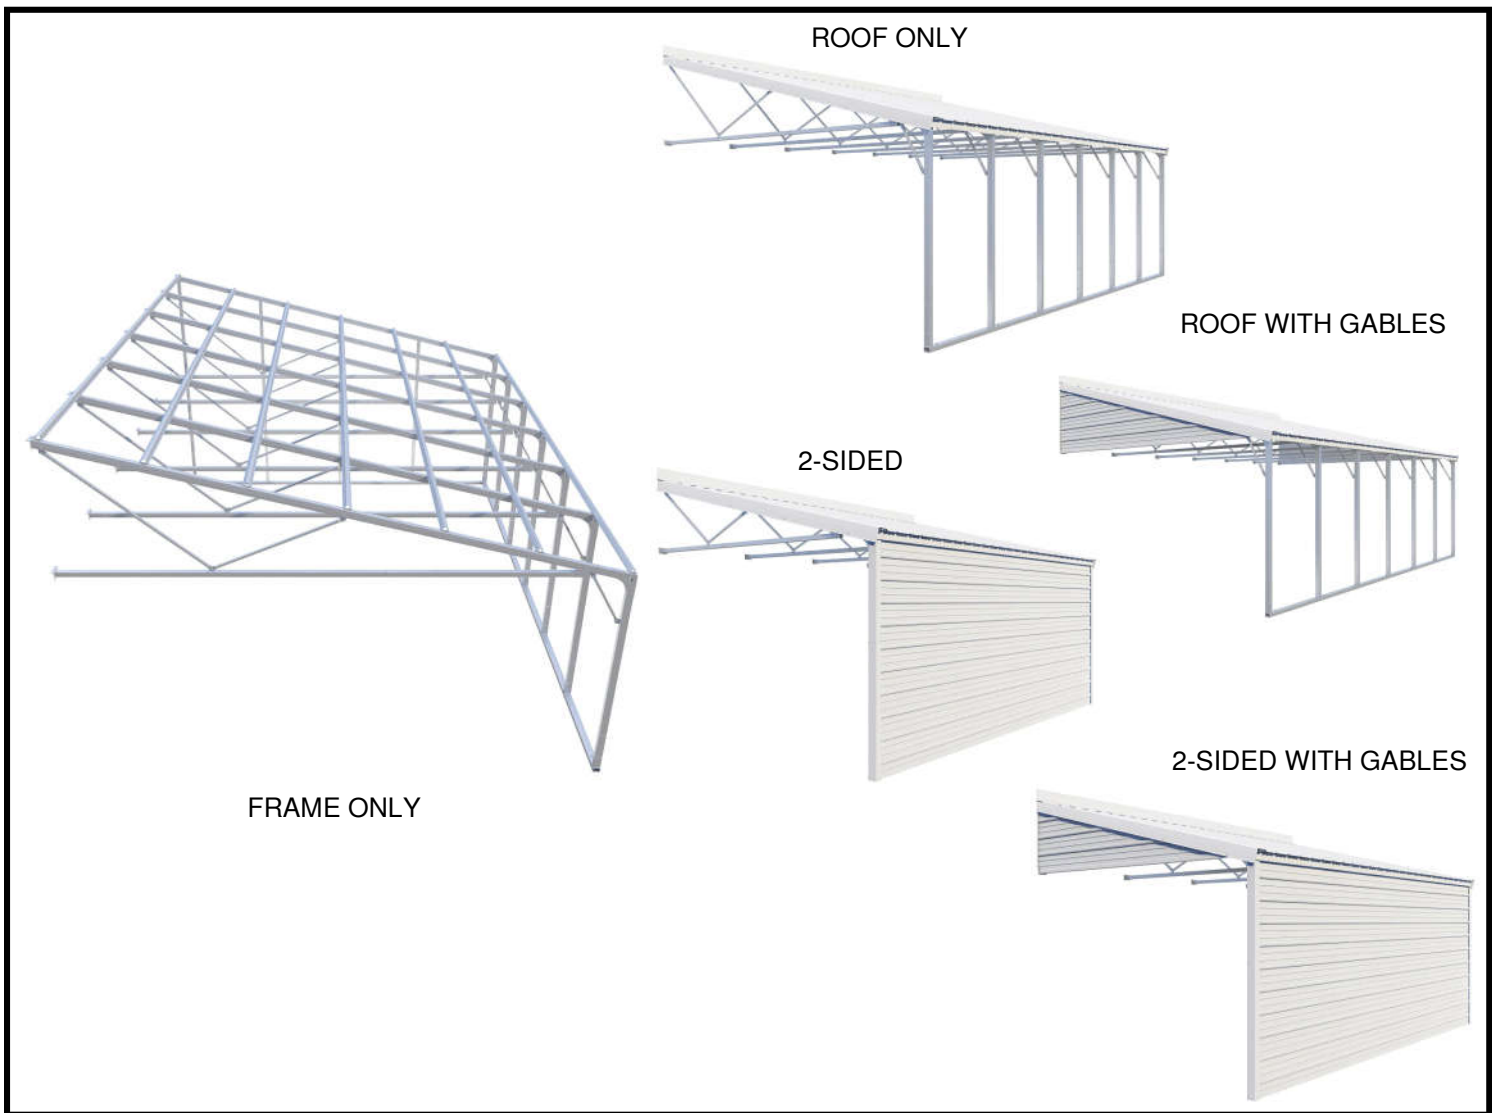 ROOF ONLY
ROOF WITH GABLES
2-SIDED
2-SIDED WITH GABLES
FRAME ONLY